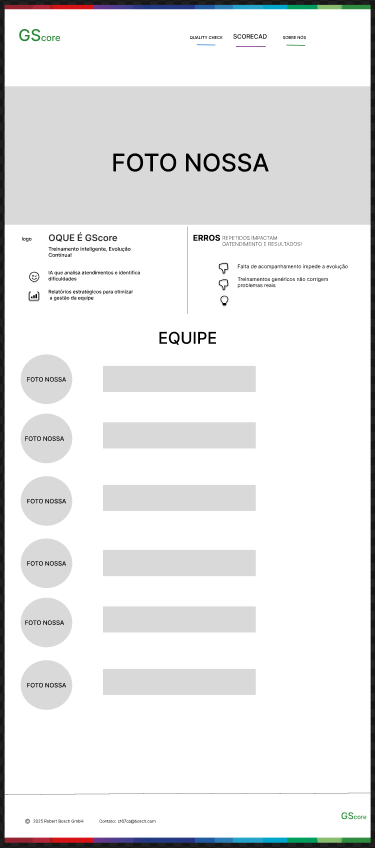 GScore
QUALITY CHECK SCORECAD SOBRE NÓS
FOTO NOSSA
logo OQUE É GScore
Treinamento Inteligente, Evolução
Continua!
IA que analisa atendimentos e identifica
dificuldades
Relatórios estratégicos para otimizar
a gestão da equipe
ERROS REPETIDOS IMPACTAM
OATENDIMENTO E RESULTADOS!
Falta de acompanhamento impede a evolução
Treinamentos genéricos não corrigem
problemas reais
EQUIPE
FOTO NOSSA
FOTO NOSSA
FOTO NOSSA
FOTO NOSSA
FOTO NOSSA
FOTO NOSSA
© 2025 Robert Bosch GmbH Contato: cf07ca@bosch.com
GScore